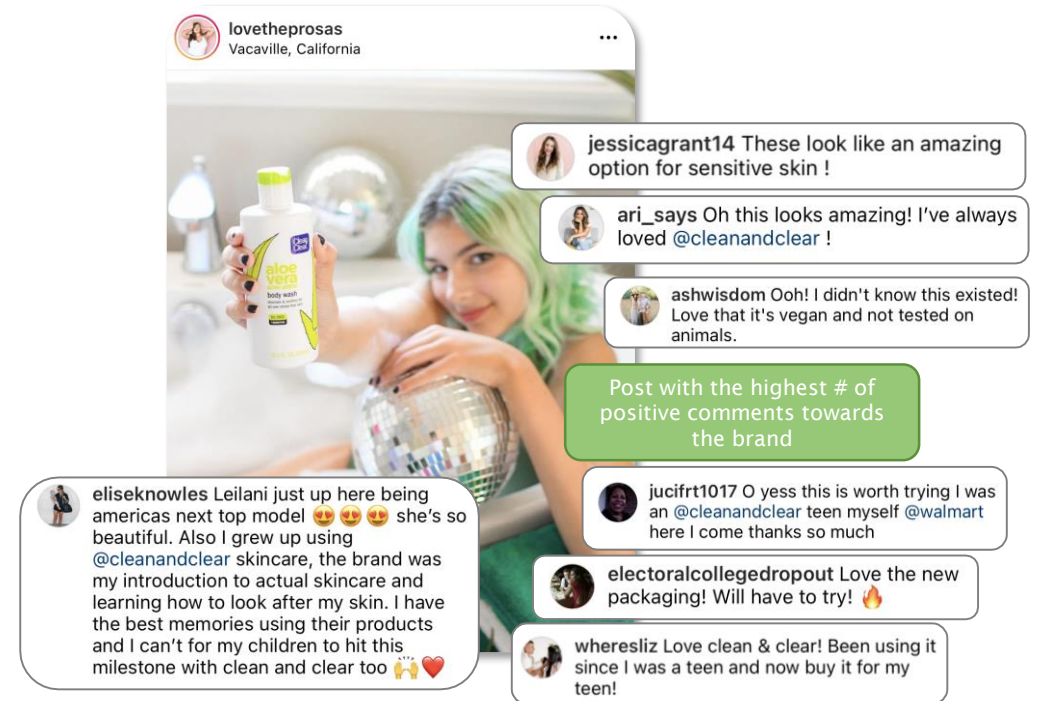 lovetheprosas
Vacaville, California
jessicagrant14 These look like an amazing
option for sensitive skin !
ari_says Oh this looks amazing! I've always
loved @cleanandclear !
ashwisdom Ooh! I didn't know this existed!
Love that it's vegan and not tested on
animals.
Clean
Clear
aloe
vera
body wash
Post with the highest # of
positive comments towards
the brand
eliseknowles Leilani just up here being
americas next top model 😍 😍 😍 she's so
beautiful. Also I grew up using
@cleanandclear skincare, the brand was
my introduction to actual skincare and
learning how to look after my skin. I have
the best memories using their products
and I can't for my children to hit this
milestone with clean and clear too 🙌❤️
jucifrt1017 O yess this is worth trying I was
an @cleanandclear teen myself @walmart
here I come thanks so much
electoralcollegedropout Love the new
packaging! Will have to try! 🔥
wheresliz Love clean & clear! Been using it
since I was a teen and now buy it for my
teen!